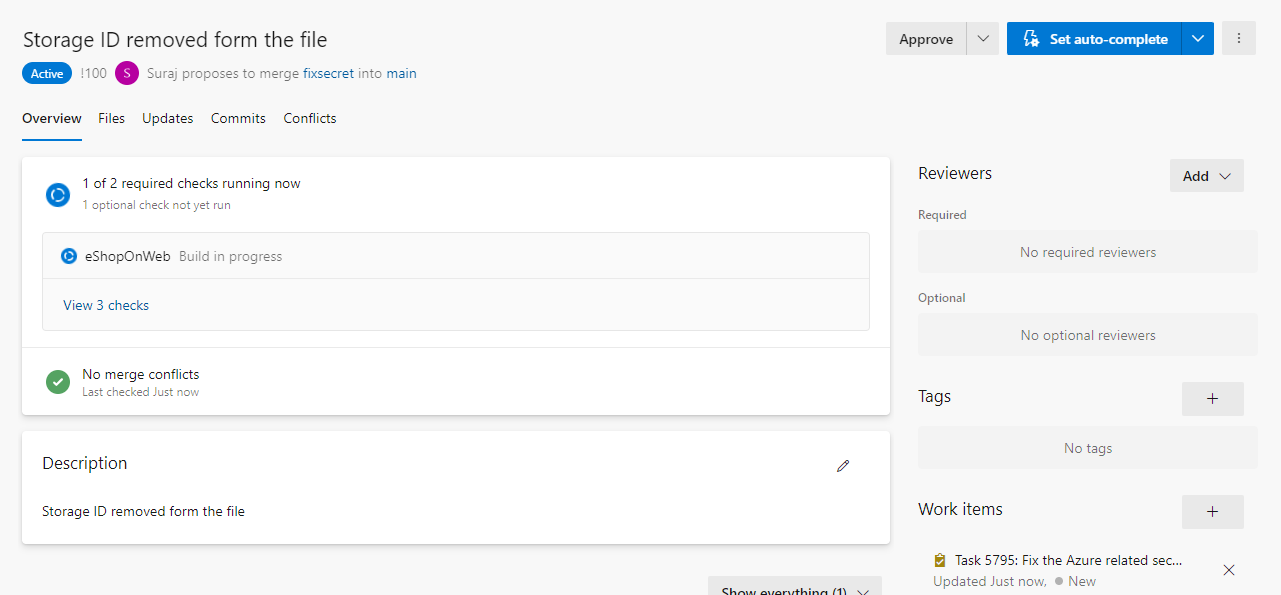 Storage ID removed form the file
Approve
Set auto-complete
Active !100 S Suraj proposes to merge fixsecret into main
Overview Files Updates Commits Conflicts
1 of 2 required checks running now
1 optional check not yet run
eShopOnWeb Build in progress
View 3 checks
No merge conflicts
Last checked Just now
Description
Storage ID removed form the file
Show everything (1)
Reviewers
Add
Required
No required reviewers
Optional
No optional reviewers
Tags
No tags
Work items
Task 5795: Fix the Azure related sec...
Updated Just now, New